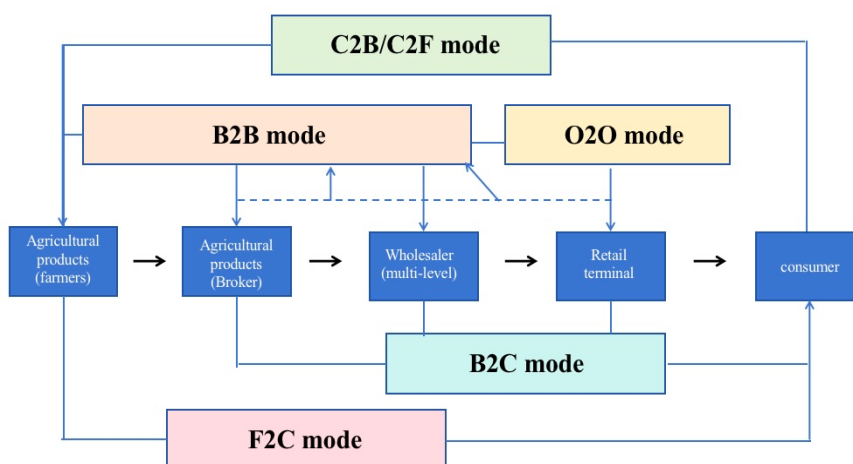 C2B/C2F mode
B2B mode
O2O mode
Agricultural
products
(farmers)
Agricultural
products
(Broker)
Wholesaler
(multi-level)
Retail
terminal
consumer
B2C mode
F2C mode